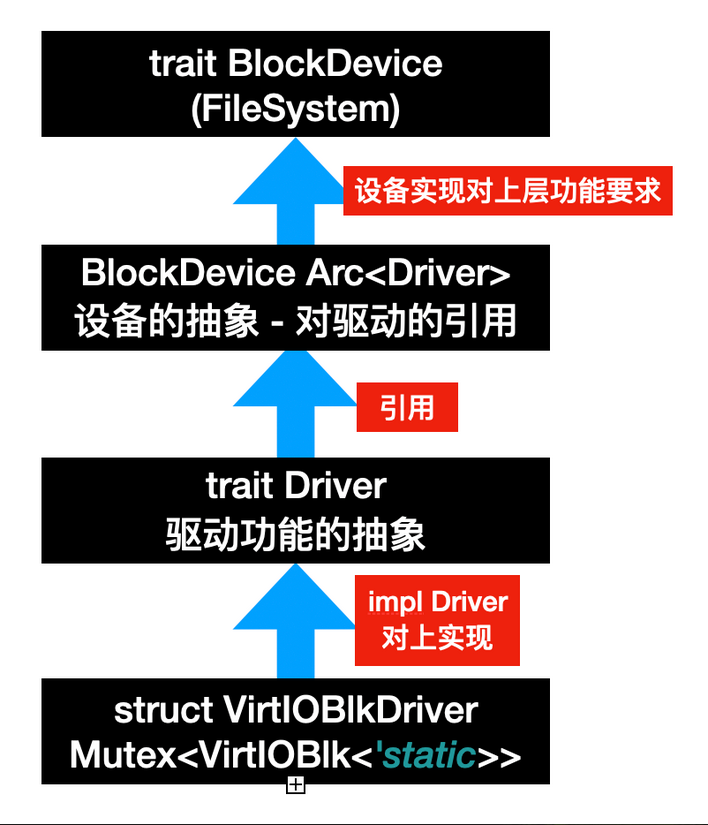 trait BlockDevice
(FileSystem)
设备实现对上层功能要求
BlockDevice Arc<Driver>
设备的抽象 - 对驱动的引用
引用
trait Driver
驱动功能的抽象
impl Driver
对上实现
struct VirtIOBlkDriver
Mutex<VirtIOBlk<'static>>